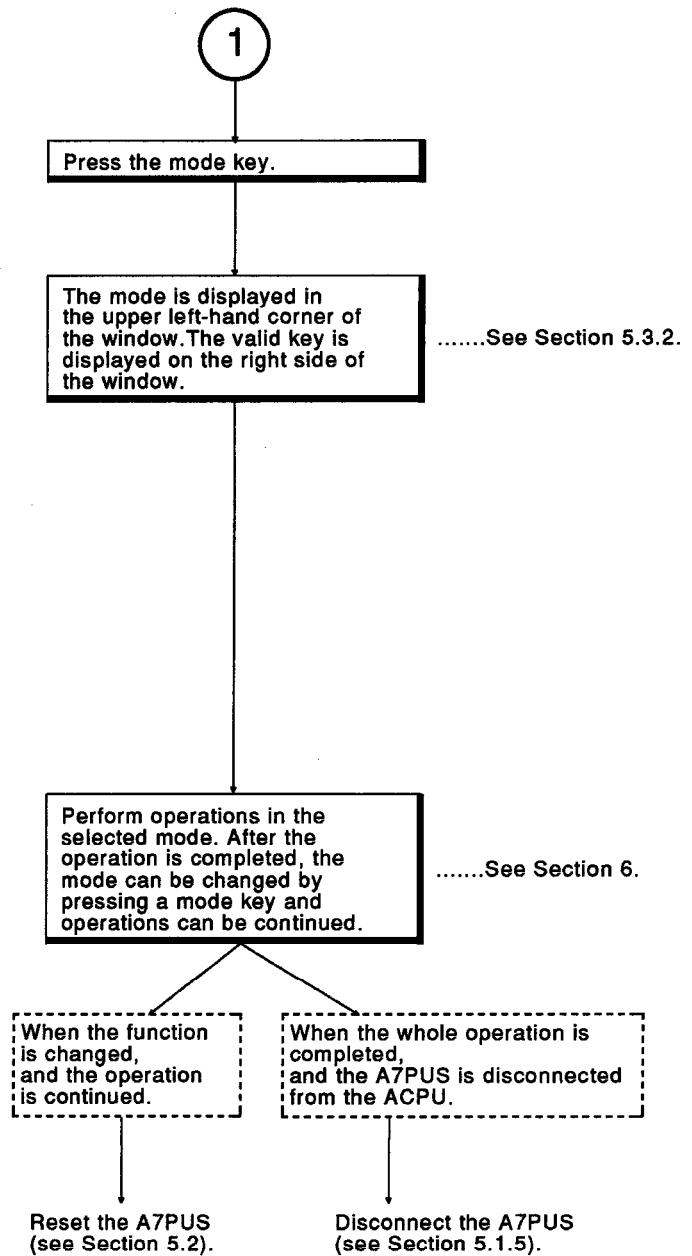 1
Press the mode key.
The mode is displayed in
the upper left-hand corner of
the window.The valid key is
displayed on the right side of
the window.
.......See Section 5.3.2.
Perform operations in the
selected mode. After the
operation is completed, the
mode can be changed by
pressing a mode key and
operations can be continued.
.......See Section 6.
When the function
is changed,
and the operation
is continued.
When the whole operation is
completed,
and the A7PUS is disconnected
from the ACPU.
Reset the A7PUS
(see Section 5.2).
Disconnect the A7PUS
(see Section 5.1.5).